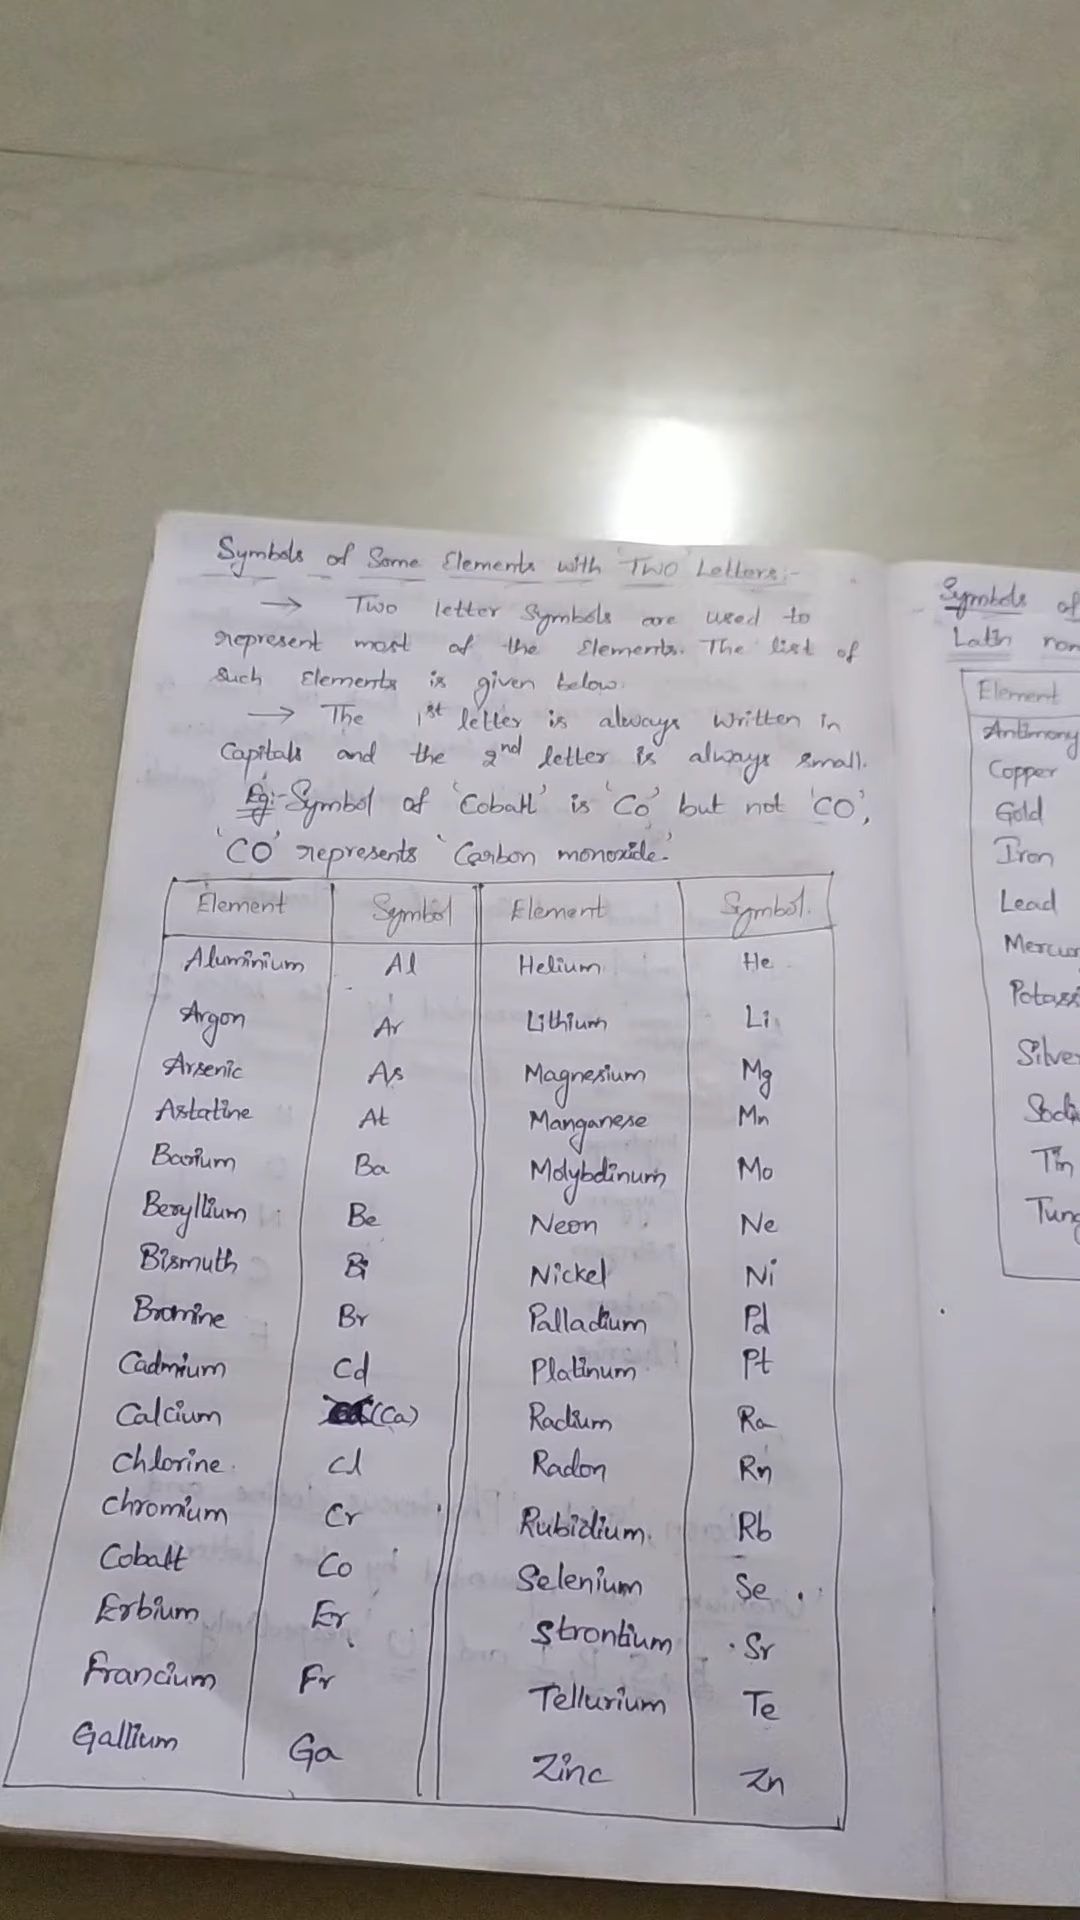 Symbols of Some Elements with 'Two' Letters:-
→ Two letter Symbols are used to
represent most of the Elements. The list of
such Elements is given below.
→ The 1st letter is always written in
Capitals and the 2nd letter is always small.
Eg:- Symbol of 'Cobalt' is 'Co' but not 'CO',
'CO' represents 'Carbon monoxide.'
Element Symbol Element Symbol.
Aluminium Al Helium He
Argon Ar Lithium Li
Arsenic As Magnesium Mg
Astatine At Manganese Mn
Barium Ba Molybdinum Mo
Beryllium Be Neon Ne
Bismuth Bi Nickel Ni
Bromine Br Palladium Pd
Cadmium Cd Platinum Pt
Calcium (Ca) Radium Ra
Chlorine Cl Radon Rn
Chromium Cr Rubidium Rb
Cobalt Co Selenium Se
Erbium Er Strontium Sr
Francium Fr Tellurium Te
Gallium Ga Zinc Zn
Symbols of
Latin
Element
Antimony
Copper
Gold
Iron
Lead
Mercur
Potassi
Silver
Sodi
Tin
Tung